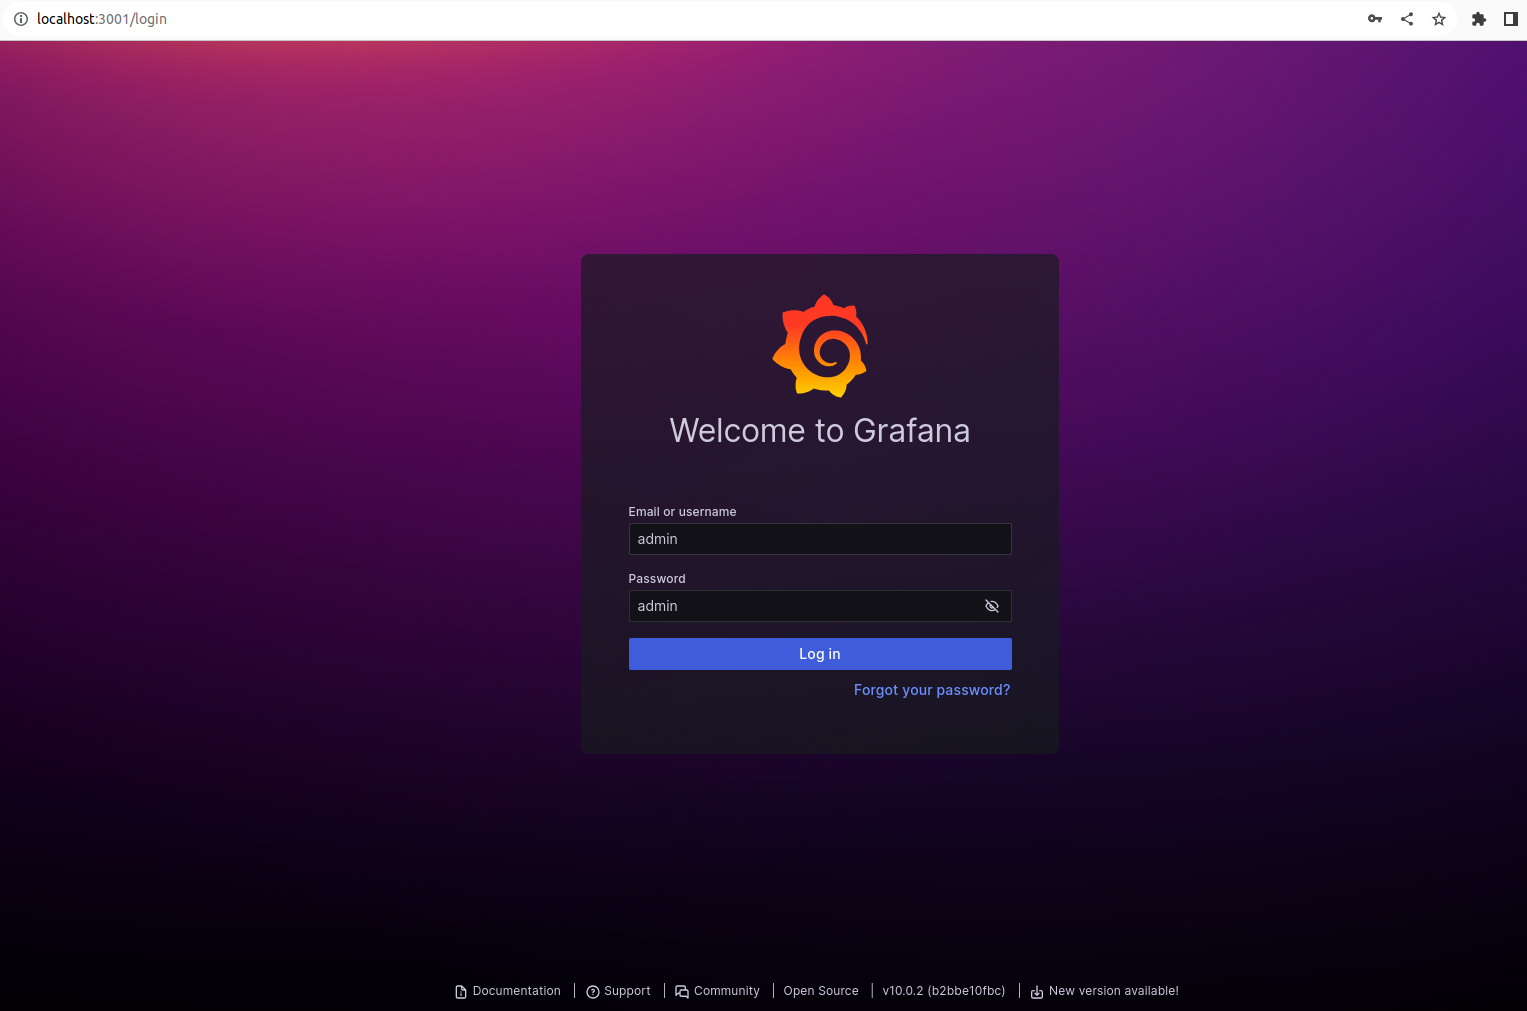 localhost:3001/login
Welcome to Grafana
Email or username
admin
Password
admin
Log in
Forgot your password?
Documentation | Support | Community | Open Source | v10.0.2 (b2bbe10fbc) | New version available!